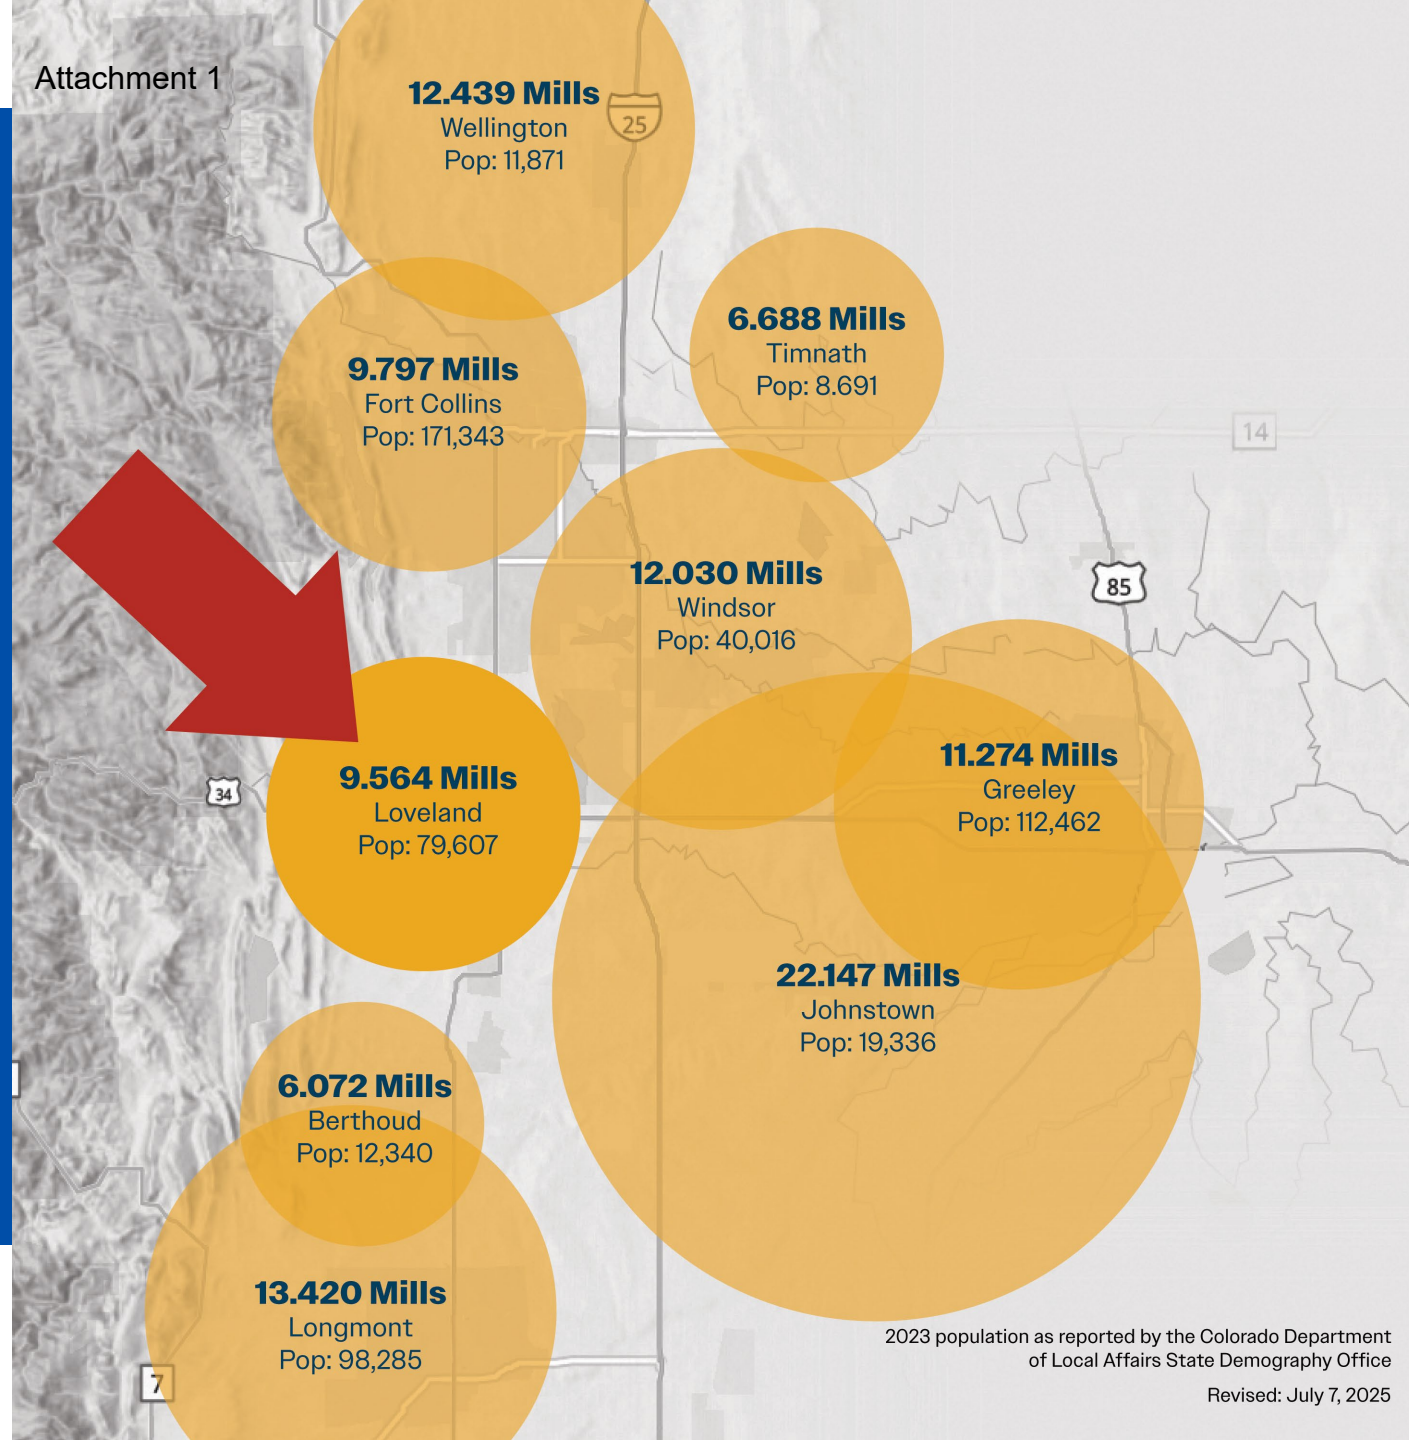 Attachment 1
12.439 Mills
Wellington
Pop: 11,871
25
6.688 Mills
Timnath
Pop: 8.691
9.797 Mills
Fort Collins
Pop: 171,343
14
12.030 Mills
Windsor
Pop: 40,016
85
11.274 Mills
Greeley
Pop: 112,462
9.564 Mills
Loveland
Pop: 79,607
34
22.147 Mills
Johnstown
Pop: 19,336
6.072 Mills
Berthoud
Pop: 12,340
13.420 Mills
Longmont
Pop: 98,285
7
2023 population as reported by the Colorado Department
of Local Affairs State Demography Office
Revised: July 7, 2025